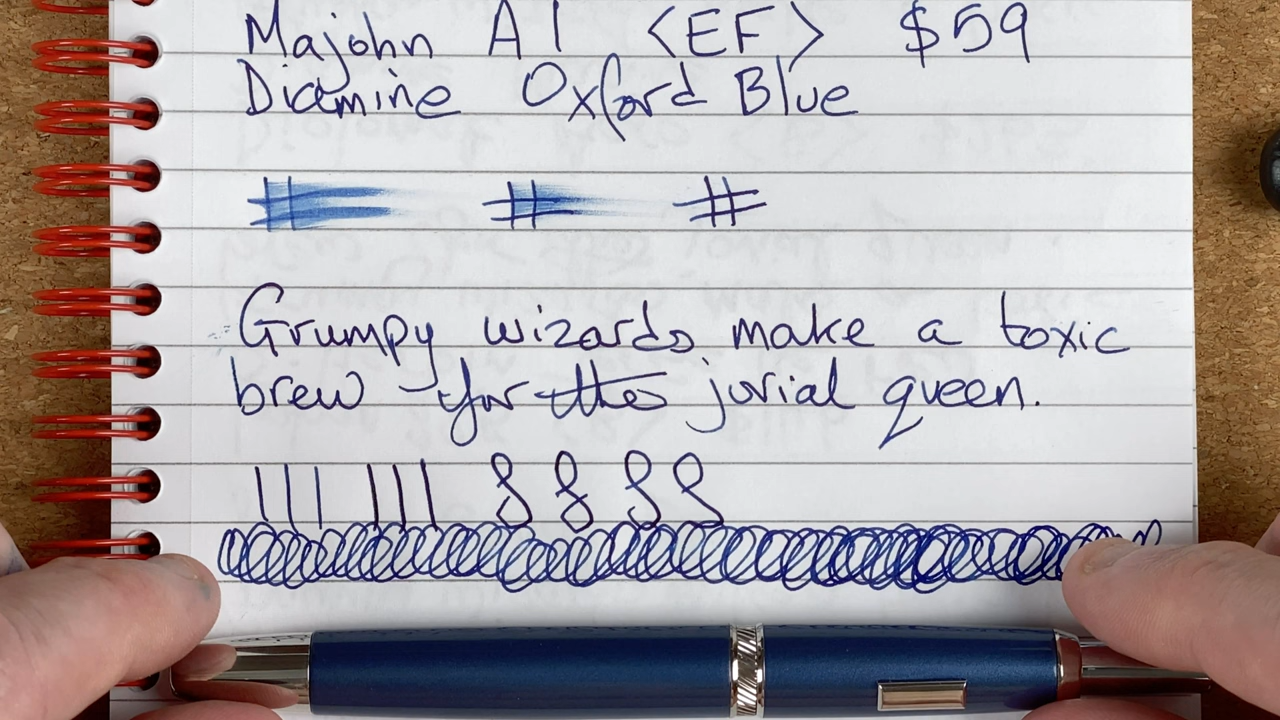 Majohn A1 <EF> $59
Diamine Oxford Blue
# # #
Grumpy wizards make a toxic
brew for the jovial queen.